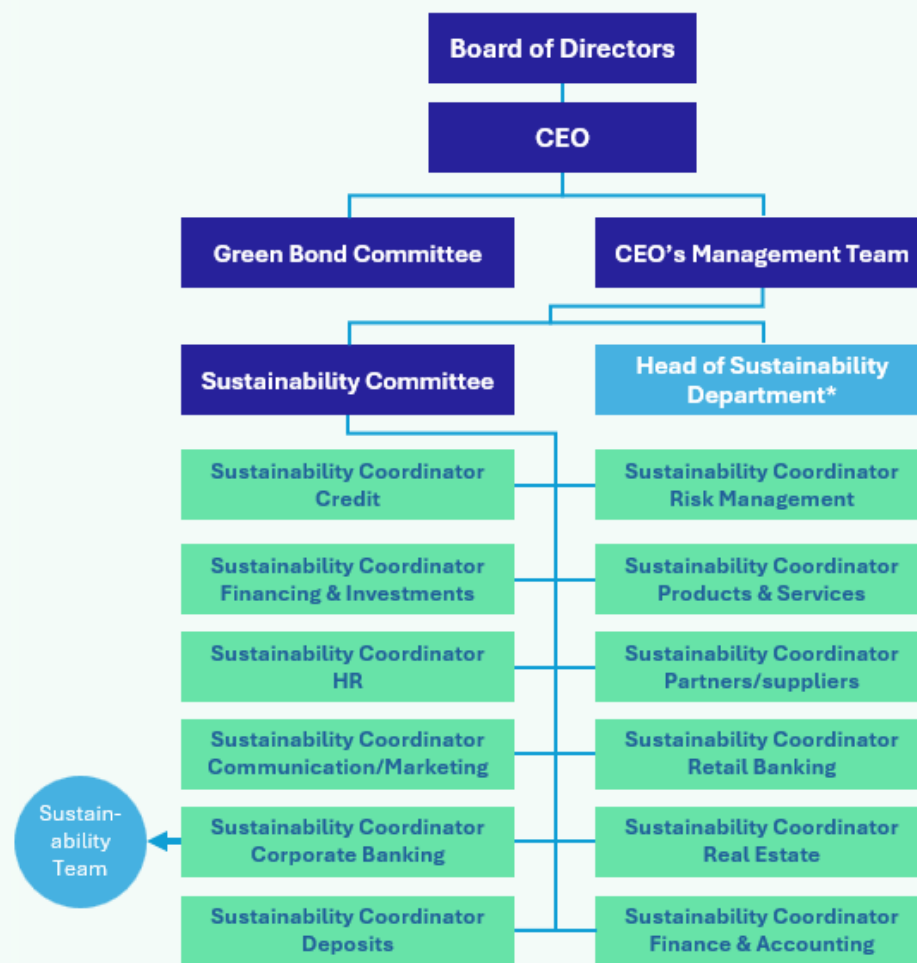 Board of Directors
CEO
Green Bond Committee
CEO's Management Team
Sustainability Committee
Head of Sustainability
Department*
Sustainability Coordinator
Credit
Sustainability Coordinator
Risk Management
Sustainability Coordinator
Financing & Investments
Sustainability Coordinator
Products & Services
Sustainability Coordinator
HR
Sustainability Coordinator
Partners/suppliers
Sustainability Coordinator
Communication/Marketing
Sustainability Coordinator
Retail Banking
Sustain-
ability
Team
Sustainability Coordinator
Corporate Banking
Sustainability Coordinator
Real Estate
Sustainability Coordinator
Deposits
Sustainability Coordinator
Finance & Accounting